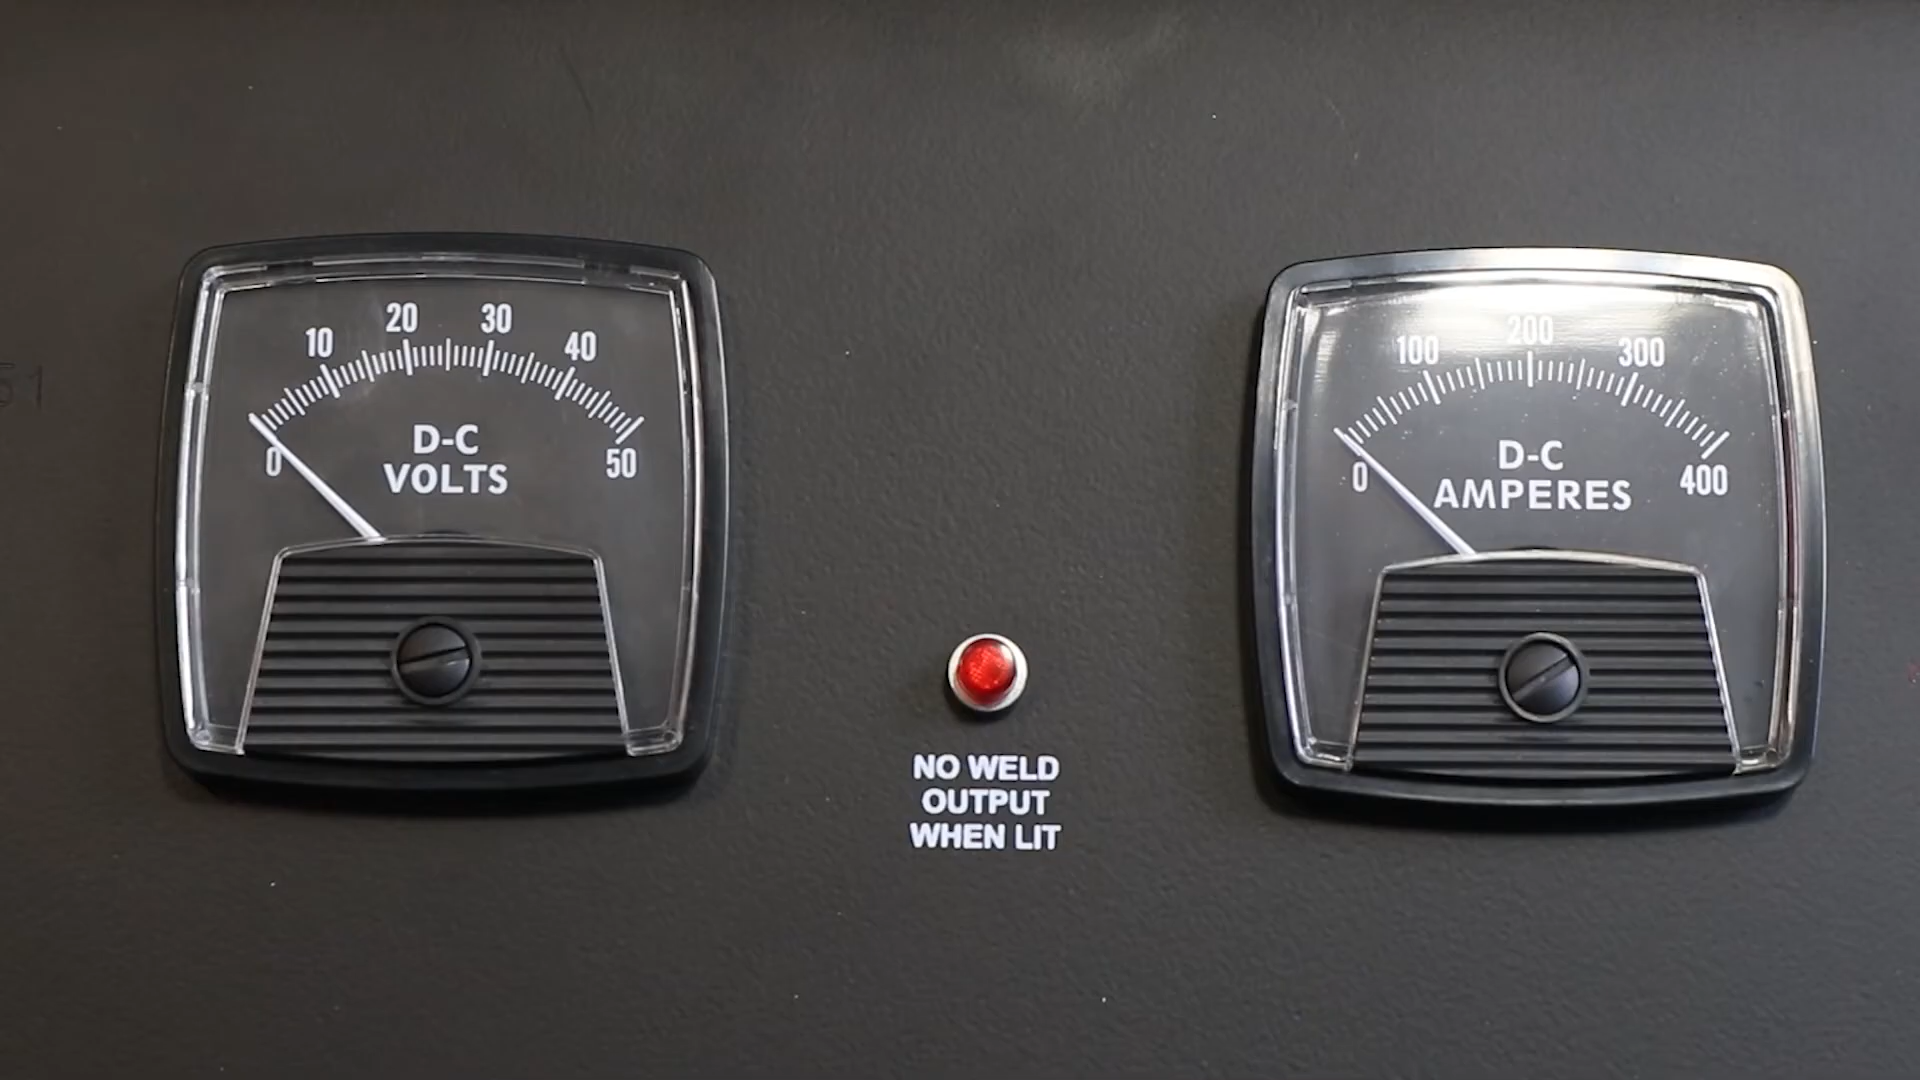 10 20 30 40
0 50
D-C
VOLTS
100 200 300
0 400
D-C
AMPERES
NO WELD
OUTPUT
WHEN LIT